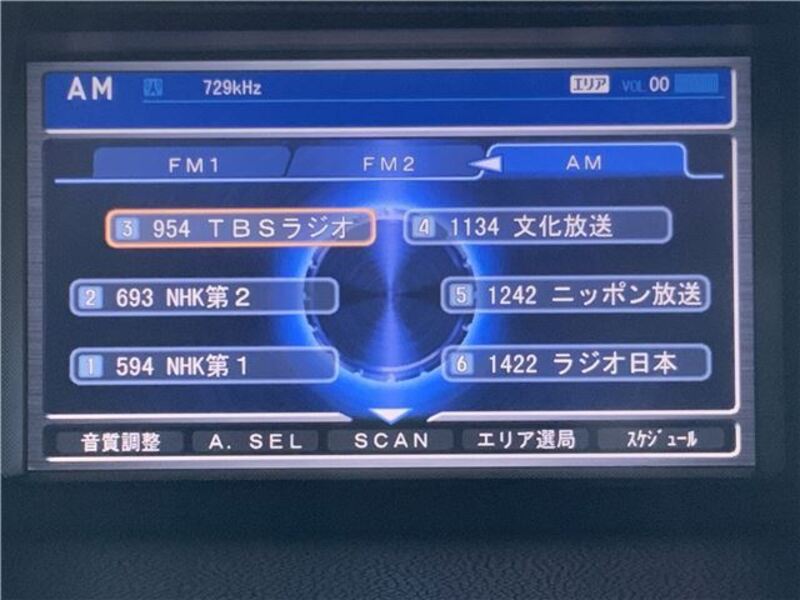 AM 729kHz エリア VOL 00
FM1 FM2 AM
3 954 TBSラジオ 4 1134 文化放送
2 693 NHK第2 5 1242 ニッポン放送
1 594 NHK第1 6 1422 ラジオ日本
音質調整 A. SEL SCAN エリア選局 ｽｹｼﾞｭｰﾙ